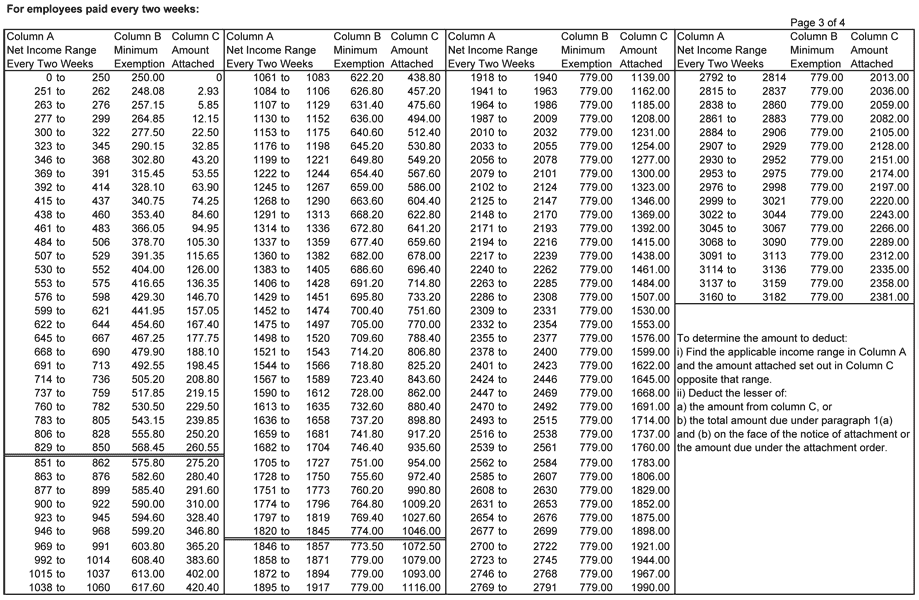 For employees paid every two weeks:
Page 3 of 4
Column A Column B Column C Column A Column B Column C Column A Column B Column C Column A Column B Column C
Net Income Range Minimum Amount Net Income Range Minimum Amount Net Income Range Minimum Amount Net Income Range Minimum Amount
Every Two Weeks Exemption Attached Every Two Weeks Exemption Attached Every Two Weeks Exemption Attached Every Two Weeks Exemption Attached
0 to 250 250.00 0 1061 to 1083 622.20 438.80 1918 to 1940 779.00 1139.00 2792 to 2814 779.00 2013.00
251 to 262 248.08 2.93 1084 to 1106 626.80 457.20 1941 to 1963 779.00 1162.00 2815 to 2837 779.00 2036.00
263 to 276 257.15 5.85 1107 to 1129 631.40 475.60 1964 to 1986 779.00 1185.00 2838 to 2860 779.00 2059.00
277 to 299 264.85 12.15 1130 to 1152 636.00 494.00 1987 to 2009 779.00 1208.00 2861 to 2883 779.00 2082.00
300 to 322 277.50 22.50 1153 to 1175 640.60 512.40 2010 to 2032 779.00 1231.00 2884 to 2906 779.00 2105.00
323 to 345 290.15 32.85 1176 to 1198 645.20 530.80 2033 to 2055 779.00 1254.00 2907 to 2929 779.00 2128.00
346 to 368 302.80 43.20 1199 to 1221 649.80 549.20 2056 to 2078 779.00 1277.00 2930 to 2952 779.00 2151.00
369 to 391 315.45 53.55 1222 to 1244 654.40 567.60 2079 to 2101 779.00 1300.00 2953 to 2975 779.00 2174.00
392 to 414 328.10 63.90 1245 to 1267 659.00 586.00 2102 to 2124 779.00 1323.00 2976 to 2998 779.00 2197.00
415 to 437 340.75 74.25 1268 to 1290 663.60 604.40 2125 to 2147 779.00 1346.00 2999 to 3021 779.00 2220.00
438 to 460 353.40 84.60 1291 to 1313 668.20 622.80 2148 to 2170 779.00 1369.00 3022 to 3044 779.00 2243.00
461 to 483 366.05 94.95 1314 to 1336 672.80 641.20 2171 to 2193 779.00 1392.00 3045 to 3067 779.00 2266.00
484 to 506 378.70 105.30 1337 to 1359 677.40 659.60 2194 to 2216 779.00 1415.00 3068 to 3090 779.00 2289.00
507 to 529 391.35 115.65 1360 to 1382 682.00 678.00 2217 to 2239 779.00 1438.00 3091 to 3113 779.00 2312.00
530 to 552 404.00 126.00 1383 to 1405 686.60 696.40 2240 to 2262 779.00 1461.00 3114 to 3136 779.00 2335.00
553 to 575 416.65 136.35 1406 to 1428 691.20 714.80 2263 to 2285 779.00 1484.00 3137 to 3159 779.00 2358.00
576 to 598 429.30 146.70 1429 to 1451 695.80 733.20 2286 to 2308 779.00 1507.00 3160 to 3182 779.00 2381.00
599 to 621 441.95 157.05 1452 to 1474 700.40 751.60 2309 to 2331 779.00 1530.00
622 to 644 454.60 167.40 1475 to 1497 705.00 770.00 2332 to 2354 779.00 1553.00
645 to 667 467.25 177.75 1498 to 1520 709.60 788.40 2355 to 2377 779.00 1576.00 To determine the amount to deduct:
668 to 690 479.90 188.10 1521 to 1543 714.20 806.80 2378 to 2400 779.00 1599.00 i) Find the applicable income range in Column A
691 to 713 492.55 198.45 1544 to 1566 718.80 825.20 2401 to 2423 779.00 1622.00 and the amount attached set out in Column C
714 to 736 505.20 208.80 1567 to 1589 723.40 843.60 2424 to 2446 779.00 1645.00 opposite that range.
737 to 759 517.85 219.15 1590 to 1612 728.00 862.00 2447 to 2469 779.00 1668.00 ii) Deduct the lesser of:
760 to 782 530.50 229.50 1613 to 1635 732.60 880.40 2470 to 2492 779.00 1691.00 a) the amount from column C, or
783 to 805 543.15 239.85 1636 to 1658 737.20 898.80 2493 to 2515 779.00 1714.00 b) the total amount due under paragraph 1(a)
806 to 828 555.80 250.20 1659 to 1681 741.80 917.20 2516 to 2538 779.00 1737.00 and (b) on the face of the notice of attachment or
829 to 850 568.45 260.55 1682 to 1704 746.40 935.60 2539 to 2561 779.00 1760.00 the amount due under the attachment order.
851 to 862 575.80 275.20 1705 to 1727 751.00 954.00 2562 to 2584 779.00 1783.00
863 to 876 582.60 280.40 1728 to 1750 755.60 972.40 2585 to 2607 779.00 1806.00
877 to 899 585.40 291.60 1751 to 1773 760.20 990.80 2608 to 2630 779.00 1829.00
900 to 922 590.00 310.00 1774 to 1796 764.80 1009.20 2631 to 2653 779.00 1852.00
923 to 945 594.60 328.40 1797 to 1819 769.40 1027.60 2654 to 2676 779.00 1875.00
946 to 968 599.20 346.80 1820 to 1845 774.00 1046.00 2677 to 2699 779.00 1898.00
969 to 991 603.80 365.20 1846 to 1857 773.50 1072.50 2700 to 2722 779.00 1921.00
992 to 1014 608.40 383.60 1858 to 1871 779.00 1079.00 2723 to 2745 779.00 1944.00
1015 to 1037 613.00 402.00 1872 to 1894 779.00 1093.00 2746 to 2768 779.00 1967.00
1038 to 1060 617.60 420.40 1895 to 1917 779.00 1116.00 2769 to 2791 779.00 1990.00